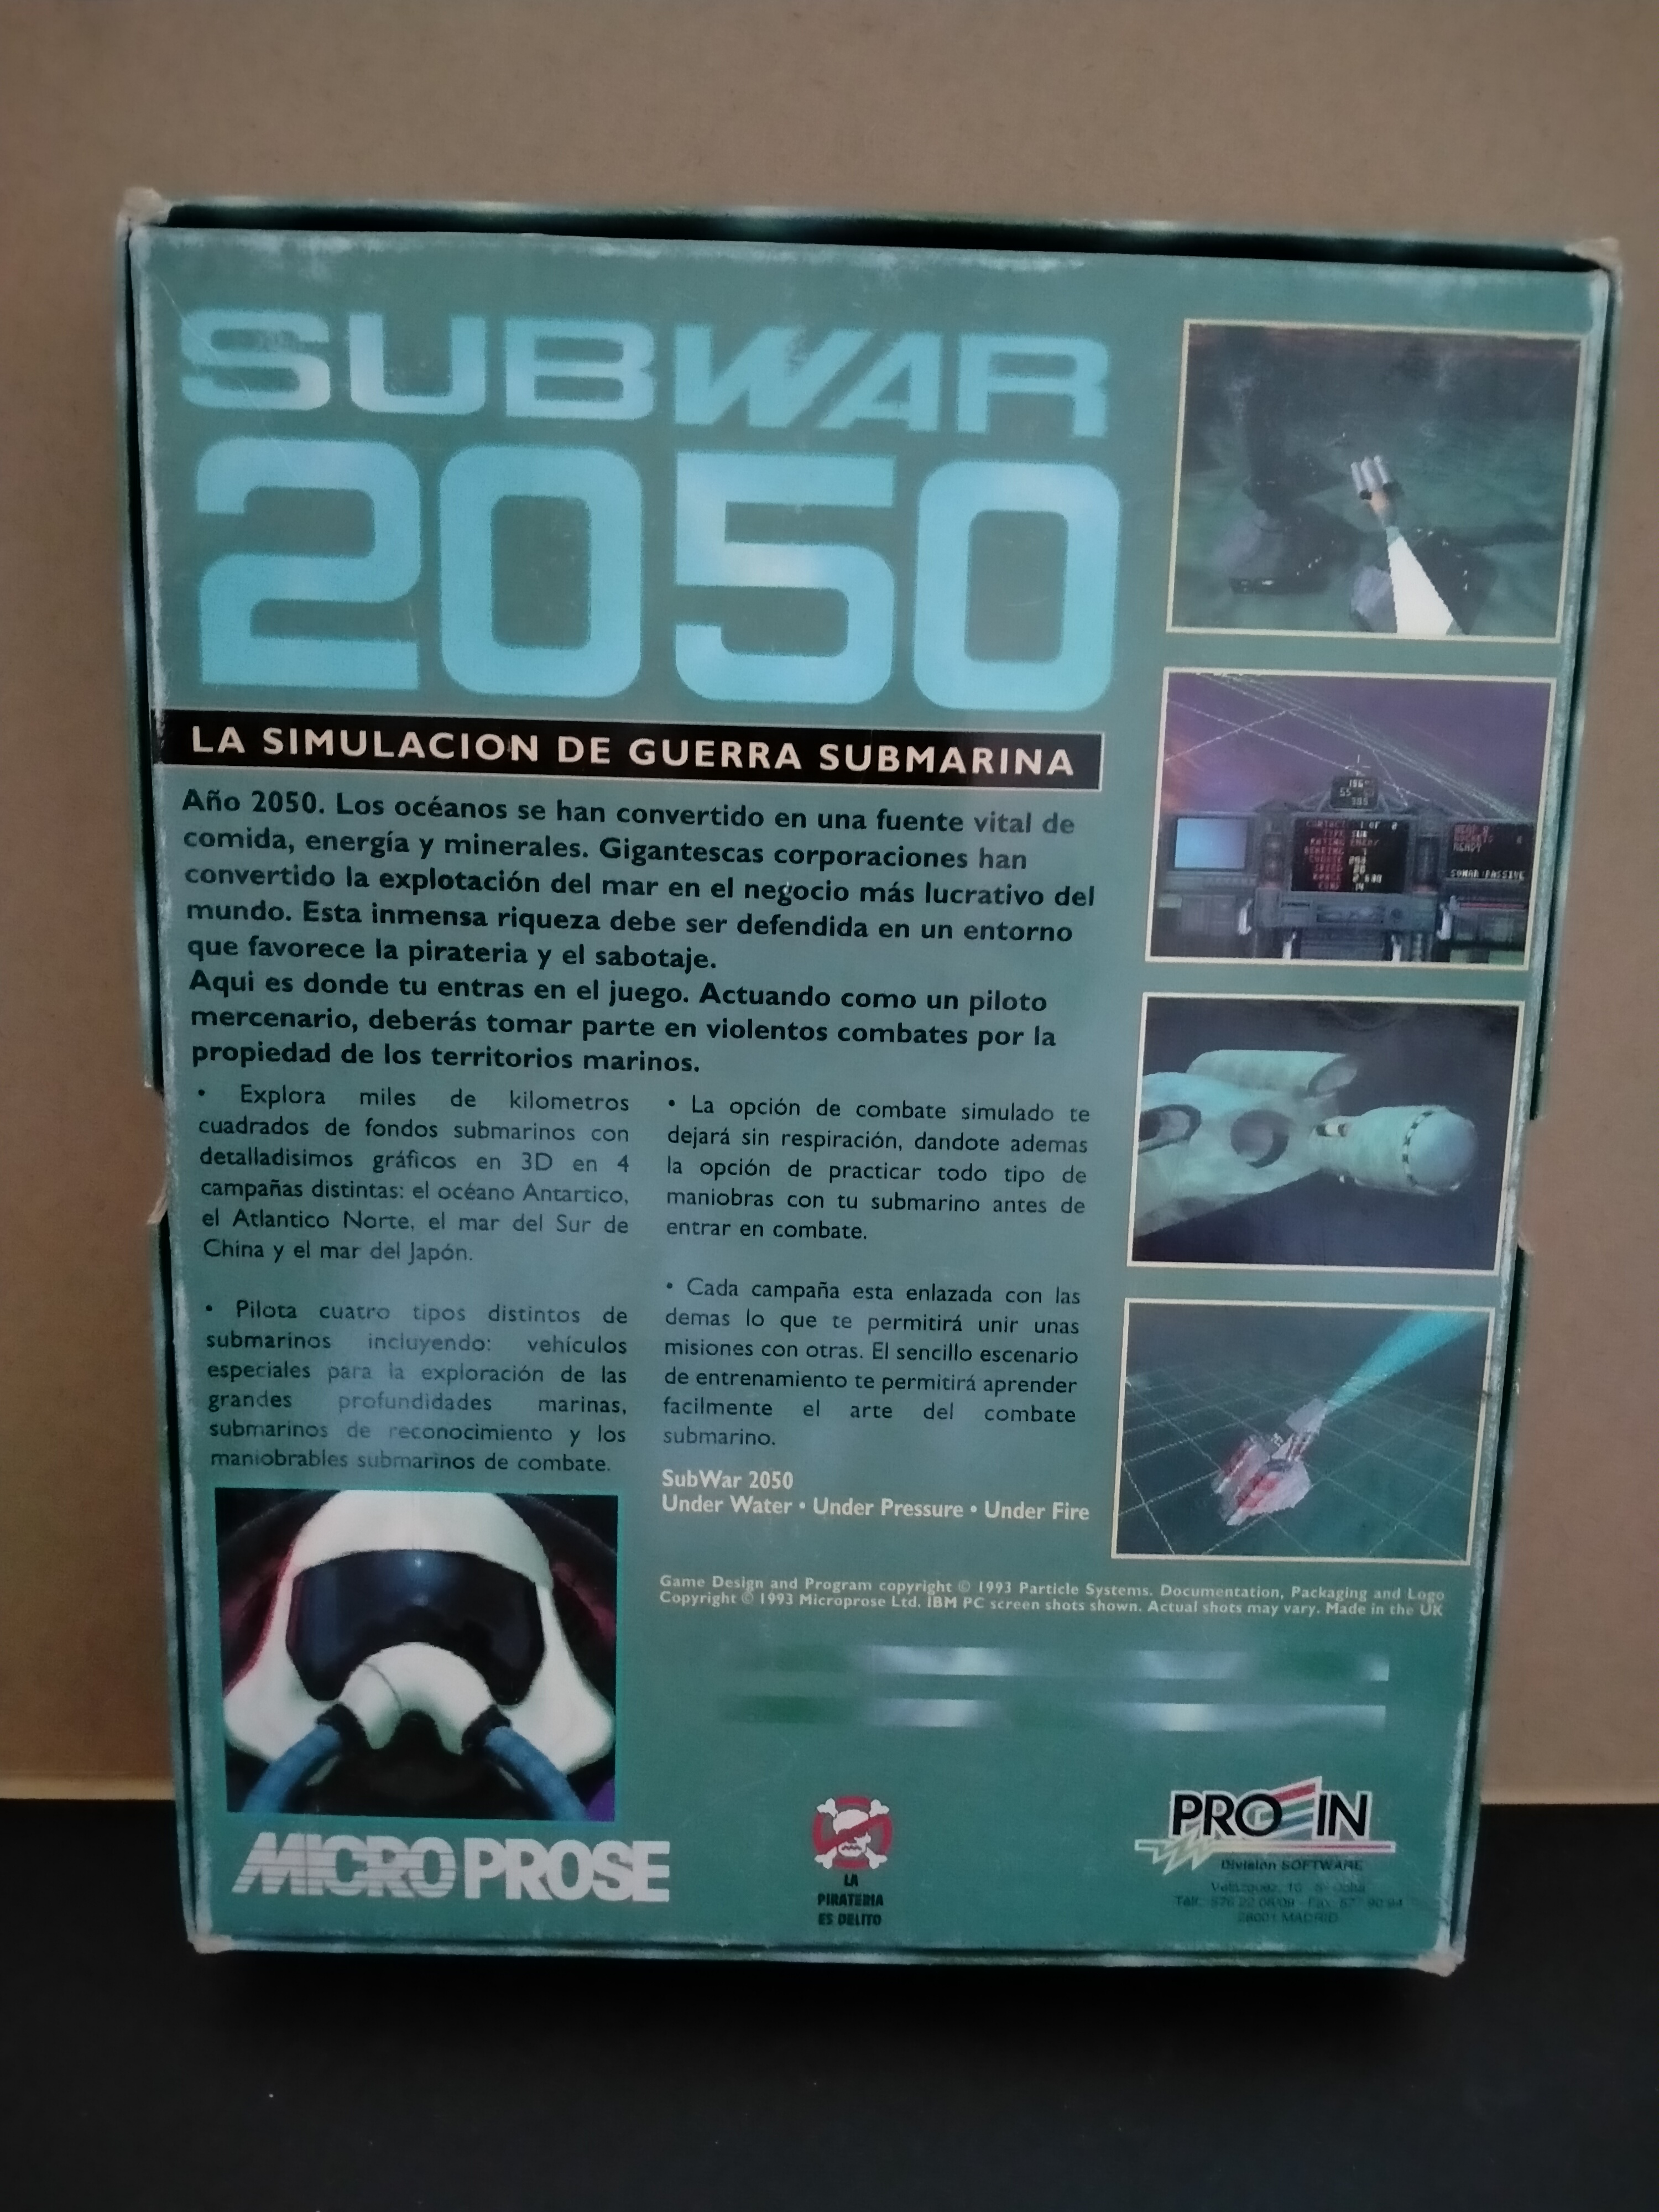 SUBWAR
2050
LA SIMULACION DE GUERRA SUBMARINA
Año 2050. Los océanos se han convertido en una fuente vital de
comida, energía y minerales. Gigantescas corporaciones han
convertido la explotación del mar en el negocio más lucrativo del
mundo. Esta inmensa riqueza debe ser defendida en un entorno
que favorece la pirateria y el sabotaje.
Aqui es donde tu entras en el juego. Actuando como un piloto
mercenario, deberás tomar parte en violentos combates por la
propiedad de los territorios marinos.
• Explora miles de kilometros
cuadrados de fondos submarinos con
detalladisimos gráficos en 3D en 4
campañas distintas: el océano Antartico,
el Atlantico Norte, el mar del Sur de
China y el mar del Japón.
• Pilota cuatro tipos distintos de
submarinos incluyendo: vehículos
especiales para la exploración de las
grandes profundidades marinas,
submarinos de reconocimiento y los
maniobrables submarinos de combate.
• La opción de combate simulado te
dejará sin respiración, dandote ademas
la opción de practicar todo tipo de
maniobras con tu submarino antes de
entrar en combate.
• Cada campaña esta enlazada con las
demas lo que te permitirá unir unas
misiones con otras. El sencillo escenario
de entrenamiento te permitirá aprender
facilmente el arte del combate
submarino.
SubWar 2050
Under Water • Under Pressure • Under Fire
Game Design and Program copyright © 1993 Particle Systems. Documentation, Packaging and Logo
Copyright © 1993 Microprose Ltd. IBM PC screen shots shown. Actual shots may vary. Made in the UK
MICROPROSE
LA
PIRATERIA
ES DELITO
PROEIN
División SOFTWARE
Velazquez, 10
28001 MADRID
SONAR:PASSIVE
READY